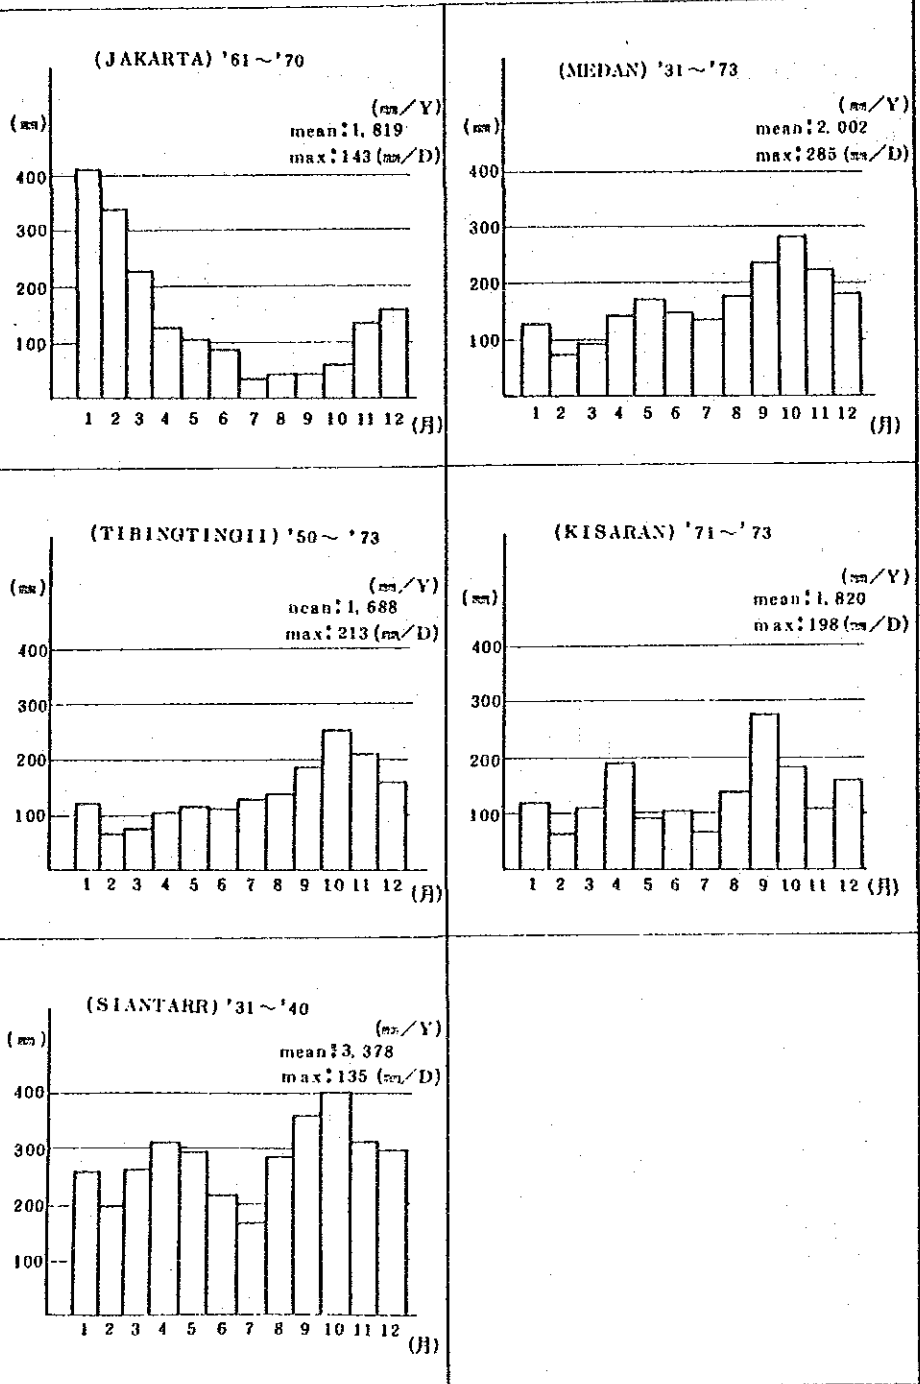 (JAKARTA) '61～'70
(㎜/Y)
(㎜)
mean:1,819
max:143(㎜/D)
400
300
200
100
1 2 3 4 5 6 7 8 9 10 11 12 (月)
(MEDAN) '31～'73
(㎜/Y)
(㎜)
mean:2,002
max:285(㎜/D)
400
300
200
100
1 2 3 4 5 6 7 8 9 10 11 12 (月)
(TIBINGTINGII) '50～'73
(㎜/Y)
(㎜)
mean:1,688
max:213(㎜/D)
400
300
200
100
1 2 3 4 5 6 7 8 9 10 11 12 (月)
(KISARAN) '71～'73
(㎜/Y)
(㎜)
mean:1,820
max:198(㎜/D)
400
300
200
100
1 2 3 4 5 6 7 8 9 10 11 12 (月)
(SIANTARR) '31～'40
(㎜/Y)
(㎜)
mean:3,378
max:135(㎜/D)
400
300
200
100
1 2 3 4 5 6 7 8 9 10 11 12 (月)